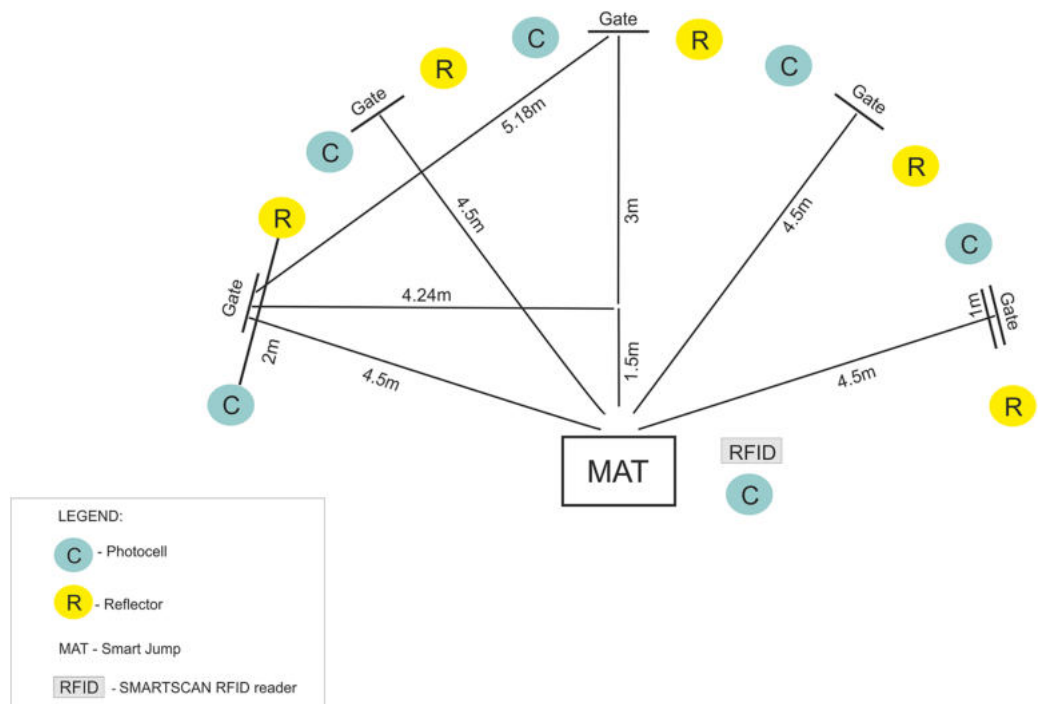 Gate
C
R
R
C
Gate
Gate
5.18m
C
R
4.5m
3m
4.5m
R
C
Gate
4.24m
1m
Gate
2m
4.5m
1.5m
4.5m
C
R
MAT
RFID
C
LEGEND:
C - Photocell
R - Reflector
MAT - Smart Jump
RFID - SMARTSCAN RFID reader